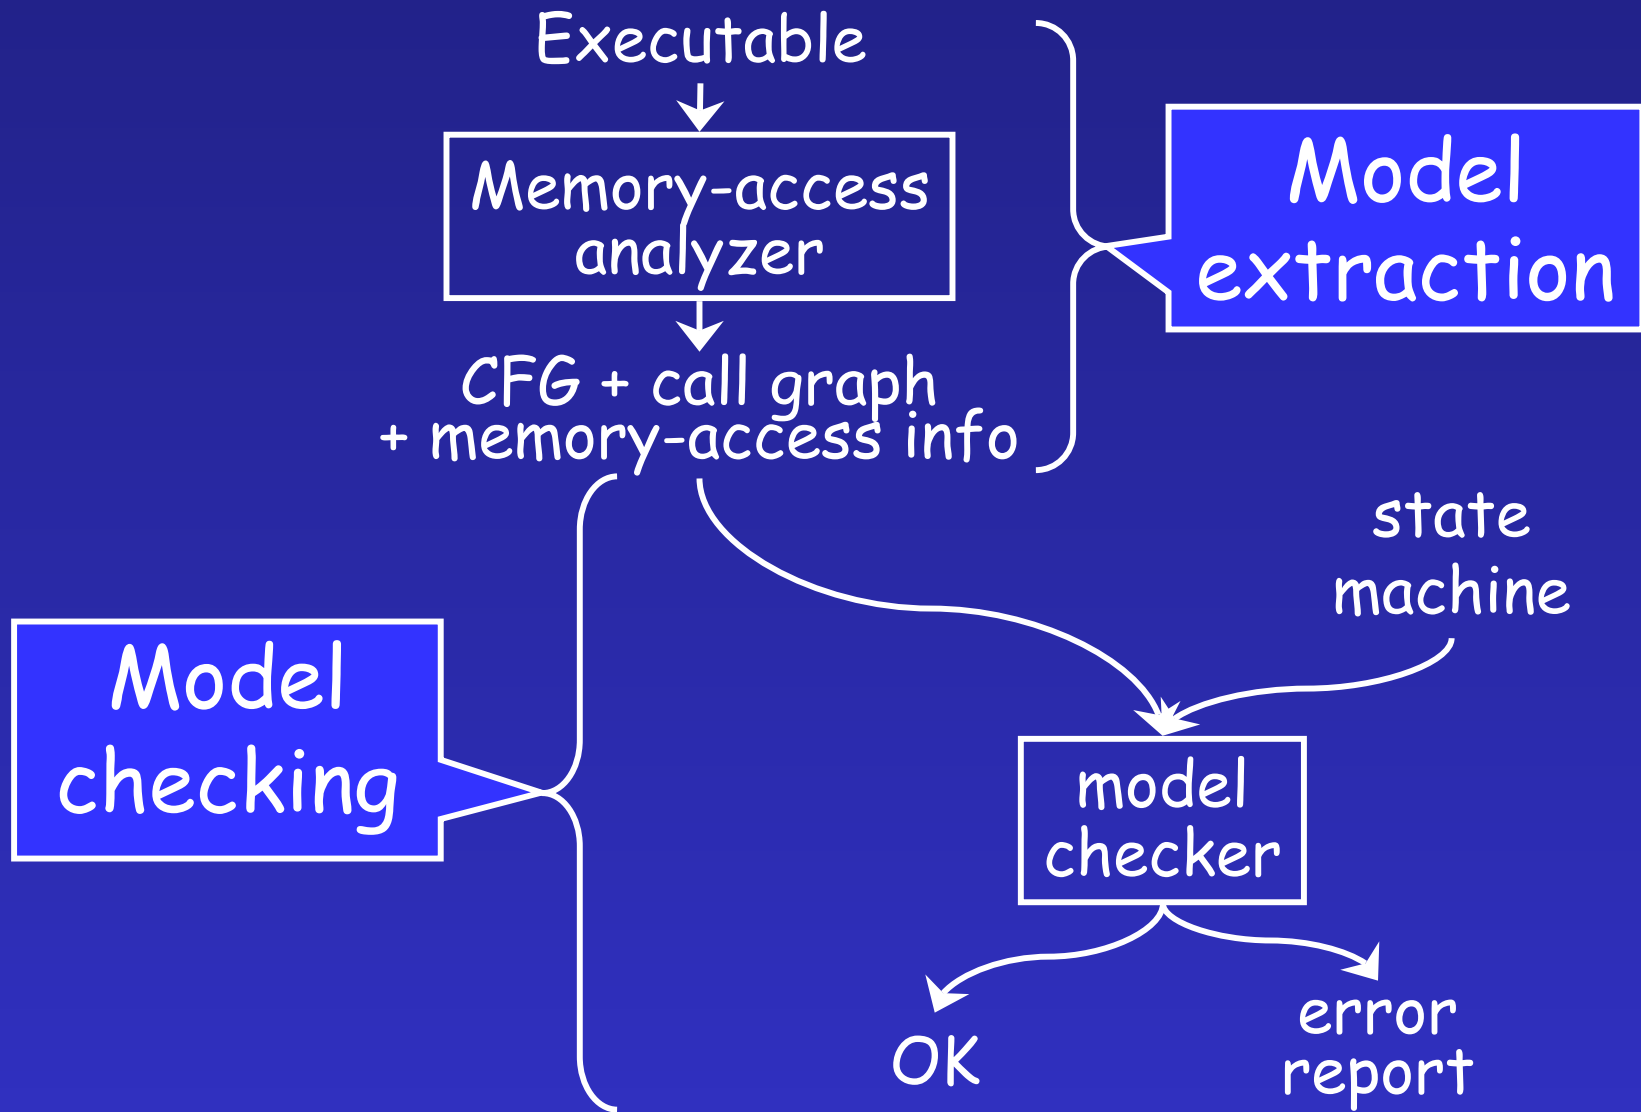 Executable
Memory-access
analyzer
Model
extraction
CFG + call graph
+ memory-access info
state
machine
Model
checking
model
checker
OK
error
report